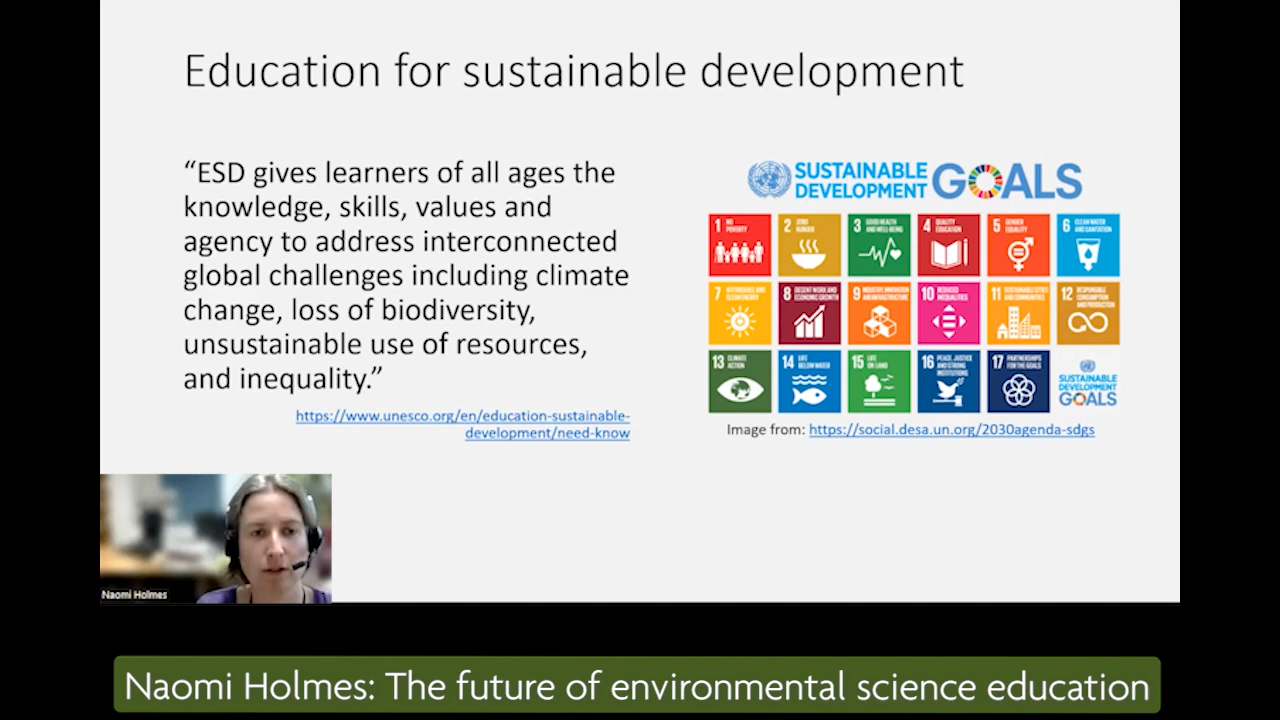 Education for sustainable development
“ESD gives learners of all ages the
knowledge, skills, values and
agency to address interconnected
global challenges including climate
change, loss of biodiversity,
unsustainable use of resources,
and inequality.”
https://www.unesco.org/en/education-sustainable-
development/need-know
SUSTAINABLE
DEVELOPMENT GOALS
1 NO
POVERTY
2 ZERO
HUNGER
3 GOOD HEALTH
AND WELL-BEING
4 QUALITY
EDUCATION
5 GENDER
EQUALITY
6 CLEAN WATER
AND SANITATION
7 AFFORDABLE AND
CLEAN ENERGY
8 DECENT WORK AND
ECONOMIC GROWTH
9 INDUSTRY, INNOVATION
AND INFRASTRUCTURE
10 REDUCED
INEQUALITIES
11 SUSTAINABLE CITIES
AND COMMUNITIES
12 RESPONSIBLE
CONSUMPTION
AND PRODUCTION
13 CLIMATE
ACTION
14 LIFE
BELOW WATER
15 LIFE
ON LAND
16 PEACE, JUSTICE
AND STRONG
INSTITUTIONS
17 PARTNERSHIPS
FOR THE GOALS
SUSTAINABLE
DEVELOPMENT
GOALS
Image from: https://social.desa.un.org/2030agenda-sdgs
Naomi Holmes
Naomi Holmes: The future of environmental science education